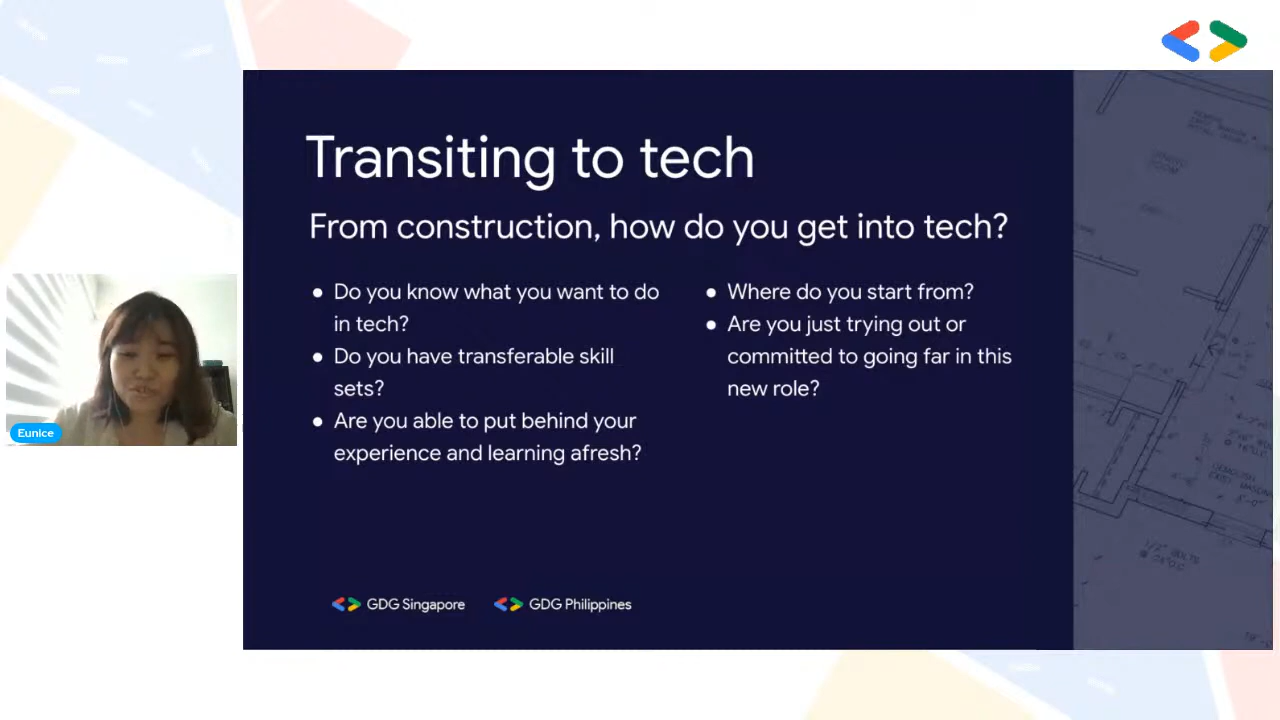 Transiting to tech
From construction, how do you get into tech?
● Do you know what you want to do
in tech?
● Do you have transferable skill
sets?
● Are you able to put behind your
experience and learning afresh?
● Where do you start from?
● Are you just trying out or
committed to going far in this
new role?
Eunice
GDG Singapore
GDG Philippines